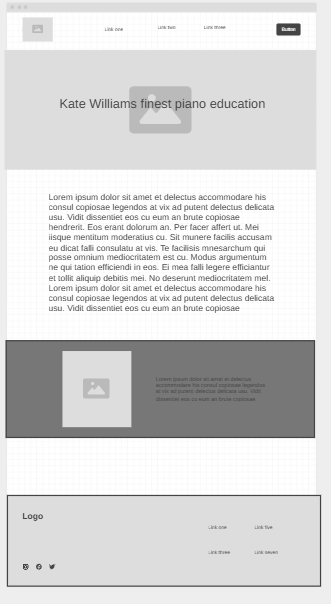 Link one
Link two
Link three
Button
Kate Williams finest piano education
Lorem ipsum dolor sit amet et delectus accommodare his
consul copiosae legendos at vix ad putent delectus delicata
usu. Vidit dissentiet eos cu eum an brute copiosae
hendrerit. Eos erant dolorum an. Per facer affert ut. Mei
iisque mentitum moderatius cu. Sit munere facilis accusam
eu dicat falli consulatu at vis. Te facilisis mnesarchum qui
posse omnium mediocritatem est cu. Modus argumentum
ne qui tation efficiendi in eos. Ei mea falli legere efficiantur
et tollit aliquip debitis mei. No deserunt mediocritatem mel.
Lorem ipsum dolor sit amet et delectus accommodare his
consul copiosae legendos at vix ad putent delectus delicata
usu. Vidit dissentiet eos cu eum an brute copiosae
Lorem ipsum dolor sit amet et delectus
accommodare his consul copiosae legendos
at vix ad putent delectus delicata usu. Vidit
dissentiet eos cu eum an brute copiosae
Logo
Link one
Link five
Link three
Link seven